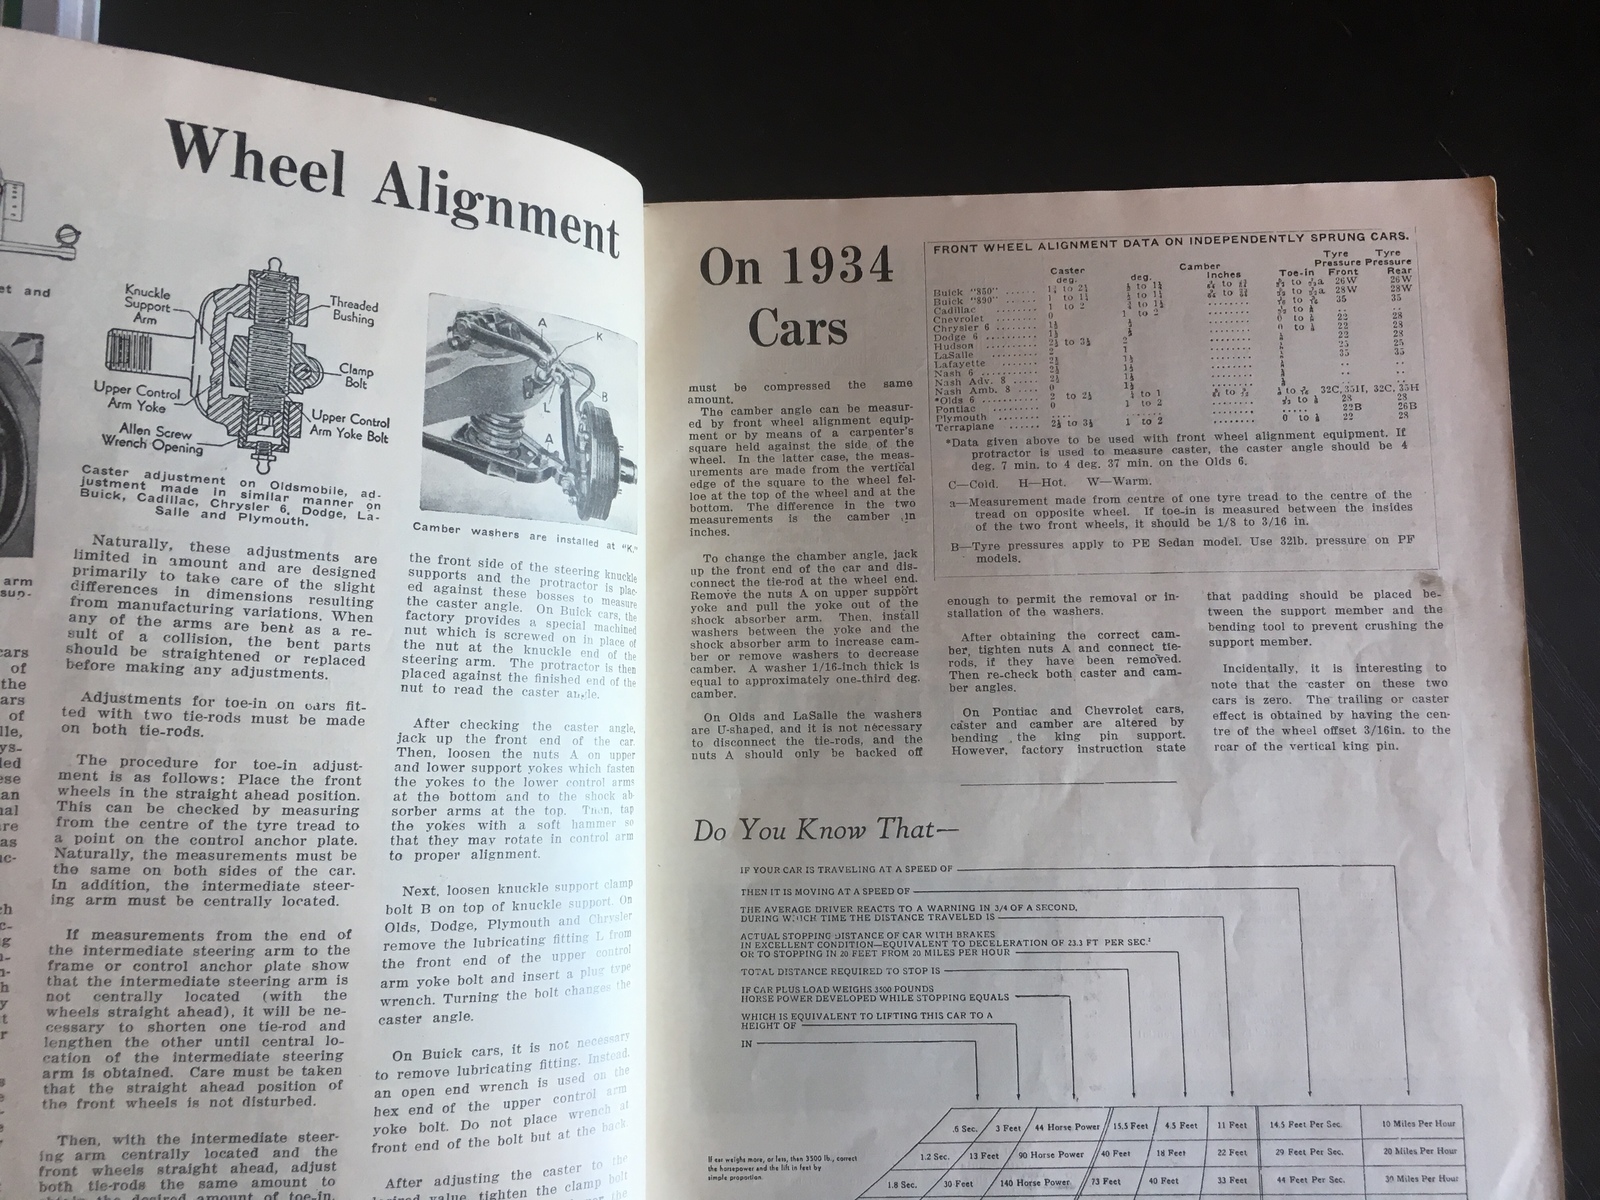 Wheel Alignment
et and
Knuckle
Support
Arm
Threaded
Bushing
Clamp
Bolt
Upper Control
Arm Yoke
Upper Control
Arm Yoke Bolt
Allen Screw
Wrench Opening
Caster adjustment on Oldsmobile, ad-
justment made in similar manner on
Buick, Cadillac, Chrysler 6, Dodge, La-
Salle and Plymouth.
A
K
B
L
A
Camber washers are installed at "K."
arm
sup-
cars
of
the
ars
of
Naturally, these adjustments are
limited in amount and are designed
primarily to take care of the slight
differences in dimensions resulting
from manufacturing variations. When
any of the arms are bent as a re-
sult of a collision, the bent parts
should be straightened or replaced
before making any adjustments.
Adjustments for toe-in on cars fit-
ted with two tie-rods must be made
on both tie-rods.
The procedure for toe-in adjust-
ment is as follows: Place the front
wheels in the straight ahead position.
This can be checked by measuring
from the centre of the tyre tread to
a point on the control anchor plate.
Naturally, the measurements must be
the same on both sides of the car.
In addition, the intermediate steer-
ing arm must be centrally located.
If measurements from the end of
the intermediate steering arm to the
frame or control anchor plate show
that the intermediate steering arm is
not centrally located (with the
wheels straight ahead), it will be ne-
cessary to shorten one tie-rod and
lengthen the other until central lo-
cation of the intermediate steering
arm is obtained. Care must be taken
that the straight ahead position of
the front wheels is not disturbed.
Then, with the intermediate steer-
ing arm centrally located and the
front wheels straight ahead, adjust
both tie-rods the same amount to
amount of toe-in.
the front side of the steering knuckle
supports and the protractor is plac-
ed against these bosses to measure
the caster angle. On Buick cars, the
factory provides a special machined
nut which is screwed on in place of
the nut at the knuckle end of the
steering arm. The protractor is then
placed against the finished end of the
nut to read the caster angle.
After checking the caster angle,
jack up the front end of the car.
Then, loosen the nuts A on upper
and lower support yokes which fasten
the yokes to the lower control arms
at the bottom and to the shock ab-
sorber arms at the top. Then, tap
the yokes with a soft hammer so
that they may rotate in control arm
to proper alignment.
Next, loosen knuckle support clamp
bolt B on top of knuckle support. On
Olds, Dodge, Plymouth and Chrysler
remove the lubricating fitting L from
the front end of the upper control
arm yoke bolt and insert a plug type
wrench. Turning the bolt changes the
caster angle.
On Buick cars, it is not necessary
to remove lubricating fitting. Instead,
an open end wrench is used on the
hex end of the upper control arm
yoke bolt. Do not place wrench at
front end of the bolt but at the back
After adjusting the caster to the
value, tighten the clamp bolt
On 1934
Cars
must be compressed the same
amount.
The camber angle can be measur-
ed by front wheel alignment equip-
ment or by means of a carpenter's
square held against the side of the
wheel. In the latter case, the meas-
urements are made from the vertical
edge of the square to the wheel fel-
loe at the top of the wheel and at the
bottom. The difference in the two
measurements is the camber in
inches.
To change the chamber angle, jack
up the front end of the car and dis-
connect the tie-rod at the wheel end.
Remove the nuts A on upper support
yoke and pull the yoke out of the
shock absorber arm. Then, install
washers between the yoke and the
shock absorber arm to increase cam-
ber or remove washers to decrease
camber. A washer 1/16-inch thick is
equal to approximately one-third deg.
camber.
On Olds and LaSalle the washers
are U-shaped, and it is not necessary
to disconnect the tie-rods, and the
nuts A should only be backed off
FRONT WHEEL ALIGNMENT DATA ON INDEPENDENTLY SPRUNG CARS.
Caster
deg.
Camber
deg. Inches
Toe-in
Tyre Pressure Front
Tyre Pressure Rear
Buick "850"
Buick "890"
Cadillac
Chevrolet
Chrysler 6
Dodge 6
Hudson
LaSalle
Lafayette
Nash 6
Nash Adv. 8
Nash Amb. 8
*Olds 6
Pontiac
Plymouth
Terraplane
*Data given above to be used with front wheel alignment equipment. If
protractor is used to measure caster, the caster angle should be 4
deg. 7 min. to 4 deg. 37 min. on the Olds 6.
C—Cold. H—Hot. W—Warm.
a—Measurement made from centre of one tyre tread to the centre of the
tread on opposite wheel. If toe-in is measured between the insides
of the two front wheels, it should be 1/8 to 3/16 in.
B—Tyre pressures apply to PE Sedan model. Use 32lb. pressure on PF
models.
enough to permit the removal or in-
stallation of the washers.
After obtaining the correct cam-
ber, tighten nuts A and connect tie-
rods, if they have been removed.
Then re-check both caster and cam-
ber angles.
On Pontiac and Chevrolet cars,
caster and camber are altered by
bending the king pin support.
However, factory instruction state
that padding should be placed be-
tween the support member and the
bending tool to prevent crushing the
support member.
Incidentally, it is interesting to
note that the caster on these two
cars is zero. The trailing or caster
effect is obtained by having the cen-
tre of the wheel offset 3/16in. to the
rear of the vertical king pin.
Do You Know That—
IF YOUR CAR IS TRAVELING AT A SPEED OF
THEN IT IS MOVING AT A SPEED OF
THE AVERAGE DRIVER REACTS TO A WARNING IN 3/4 OF A SECOND,
DURING WHICH TIME THE DISTANCE TRAVELED IS
ACTUAL STOPPING DISTANCE OF CAR WITH BRAKES
IN EXCELLENT CONDITION—EQUIVALENT TO DECELERATION OF 23.3 FT PER SEC.²
OR TO STOPPING IN 20 FEET FROM 20 MILES PER HOUR
TOTAL DISTANCE REQUIRED TO STOP IS
IF CAR PLUS LOAD WEIGHS 3500 POUNDS
HORSE POWER DEVELOPED WHILE STOPPING EQUALS
WHICH IS EQUIVALENT TO LIFTING THIS CAR TO A
HEIGHT OF
IN
.6 Sec. 3 Feet 44 Horse Power 15.5 Feet 4.5 Feet 11 Feet 14.5 Feet Per Sec. 10 Miles Per Hour
1.2 Sec. 13 Feet 90 Horse Power 40 Feet 18 Feet 22 Feet 29 Feet Per Sec. 20 Miles Per Hour
1.8 Sec. 30 Feet 140 Horse Power 73 Feet 40 Feet 33 Feet 44 Feet Per Sec. 30 Miles Per Hour
If car weighs more, or less, than 3500 lb., correct
the horsepower and the lift in feet by
simple proportion.